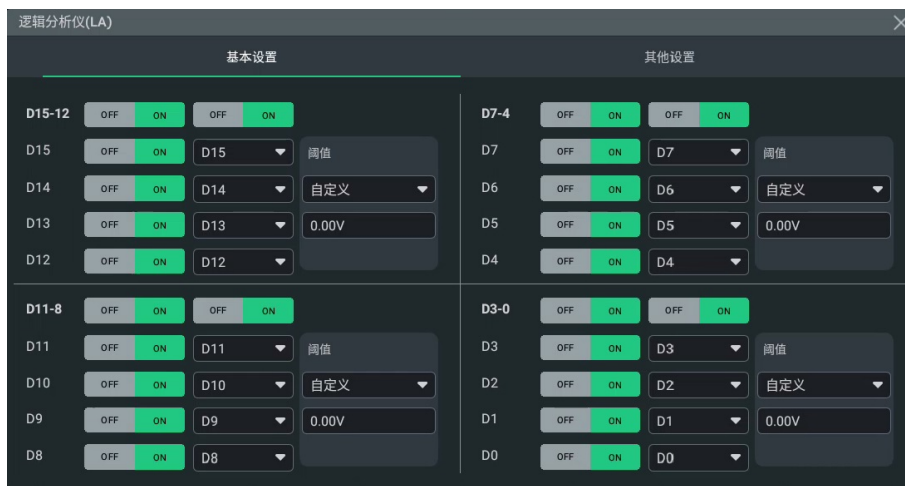 逻辑分析仪(LA)
基本设置 其他设置
D15-12 OFF ON OFF ON
D15 OFF ON D15 阈值
D14 OFF ON D14 自定义
D13 OFF ON D13 0.00V
D12 OFF ON D12
D7-4 OFF ON OFF ON
D7 OFF ON D7 阈值
D6 OFF ON D6 自定义
D5 OFF ON D5 0.00V
D4 OFF ON D4
D11-8 OFF ON OFF ON
D11 OFF ON D11 阈值
D10 OFF ON D10 自定义
D9 OFF ON D9 0.00V
D8 OFF ON D8
D3-0 OFF ON OFF ON
D3 OFF ON D3 阈值
D2 OFF ON D2 自定义
D1 OFF ON D1 0.00V
D0 OFF ON D0